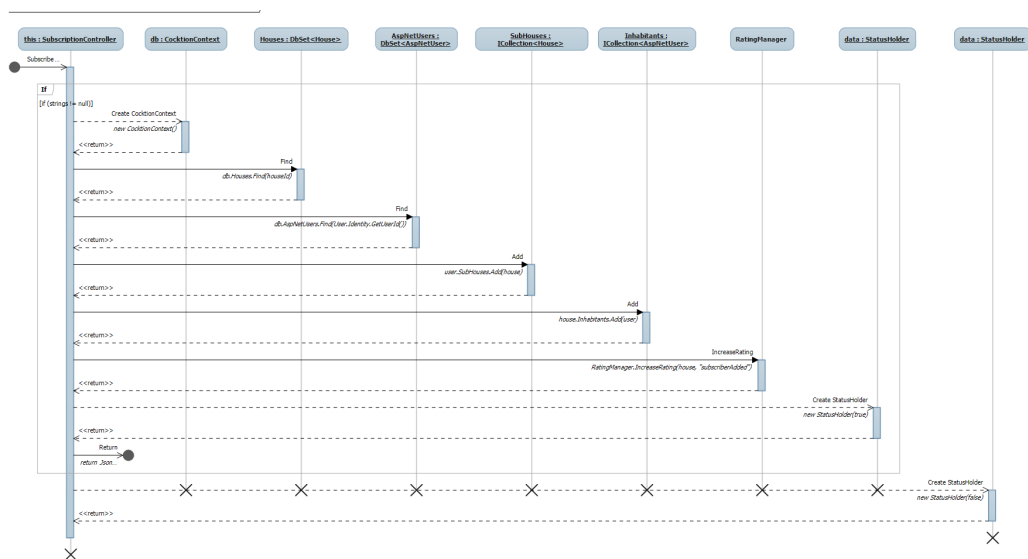 this : SubscriptionController
db : CocktionContext
Houses : DbSet<House>
AspNetUsers :
DbSet<AspNetUser>
SubHouses :
ICollection<House>
Inhabitants :
ICollection<AspNetUser>
RatingManager
data : StatusHolder
data : StatusHolder
Subscribe ...
If
[if (strings != null)]
Create CocktionContext
new CocktionContext()
<<return>>
Find
db.Houses.Find(houseId)
<<return>>
Find
db.AspNetUsers.Find(User.Identity.GetUserId())
<<return>>
Add
user.SubHouses.Add(house)
<<return>>
Add
house.Inhabitants.Add(user)
<<return>>
IncreaseRating
RatingManager.IncreaseRating(house, "subscriberAdded")
<<return>>
Create StatusHolder
new StatusHolder(true)
<<return>>
Return
return Json...
Create StatusHolder
new StatusHolder(false)
<<return>>